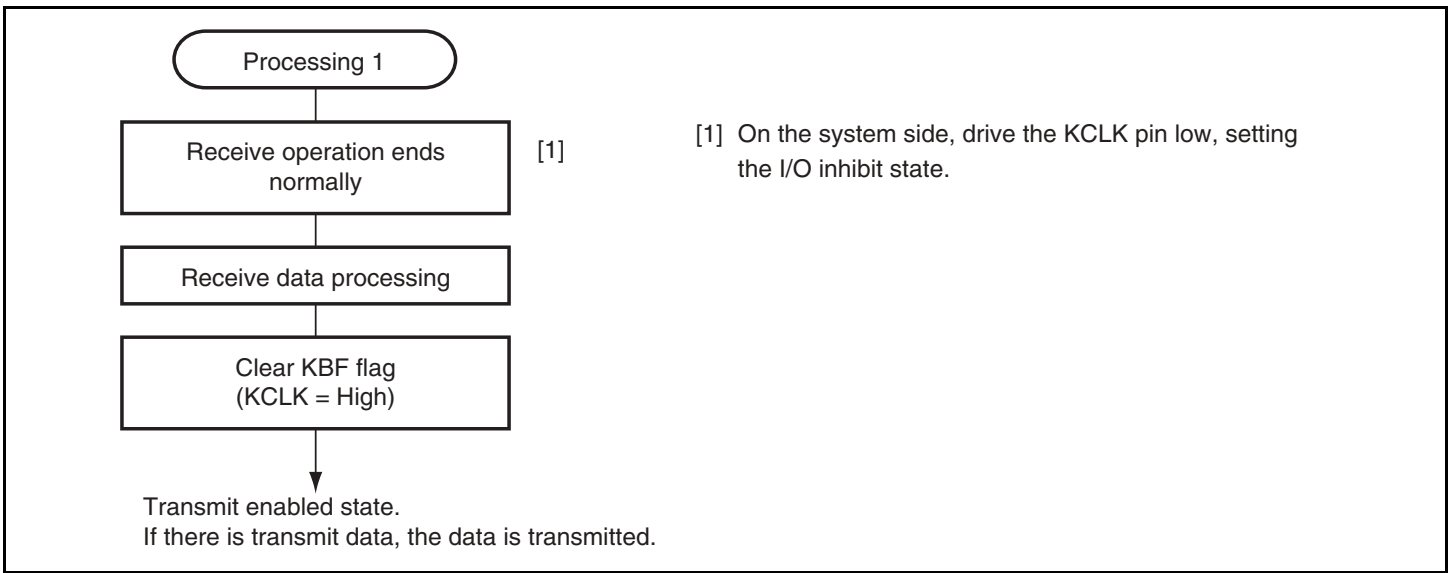 Processing 1
Receive operation ends
normally
[1]
[1] On the system side, drive the KCLK pin low, setting
the I/O inhibit state.
Receive data processing
Clear KBF flag
(KCLK = High)
Transmit enabled state.
If there is transmit data, the data is transmitted.